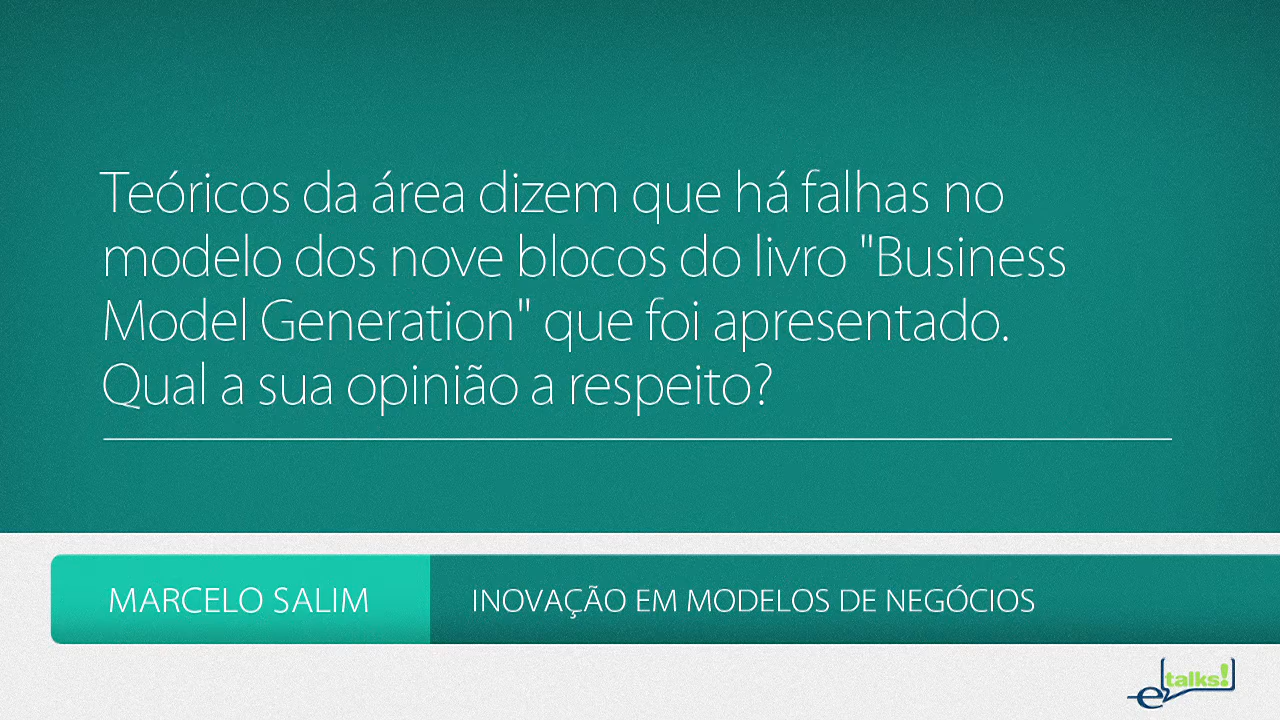 Teóricos da área dizem que há falhas no
modelo dos nove blocos do livro "Business
Model Generation" que foi apresentado.
Qual a sua opinião a respeito?
MARCELO SALIM
INOVAÇÃO EM MODELOS DE NEGÓCIOS
e talks!